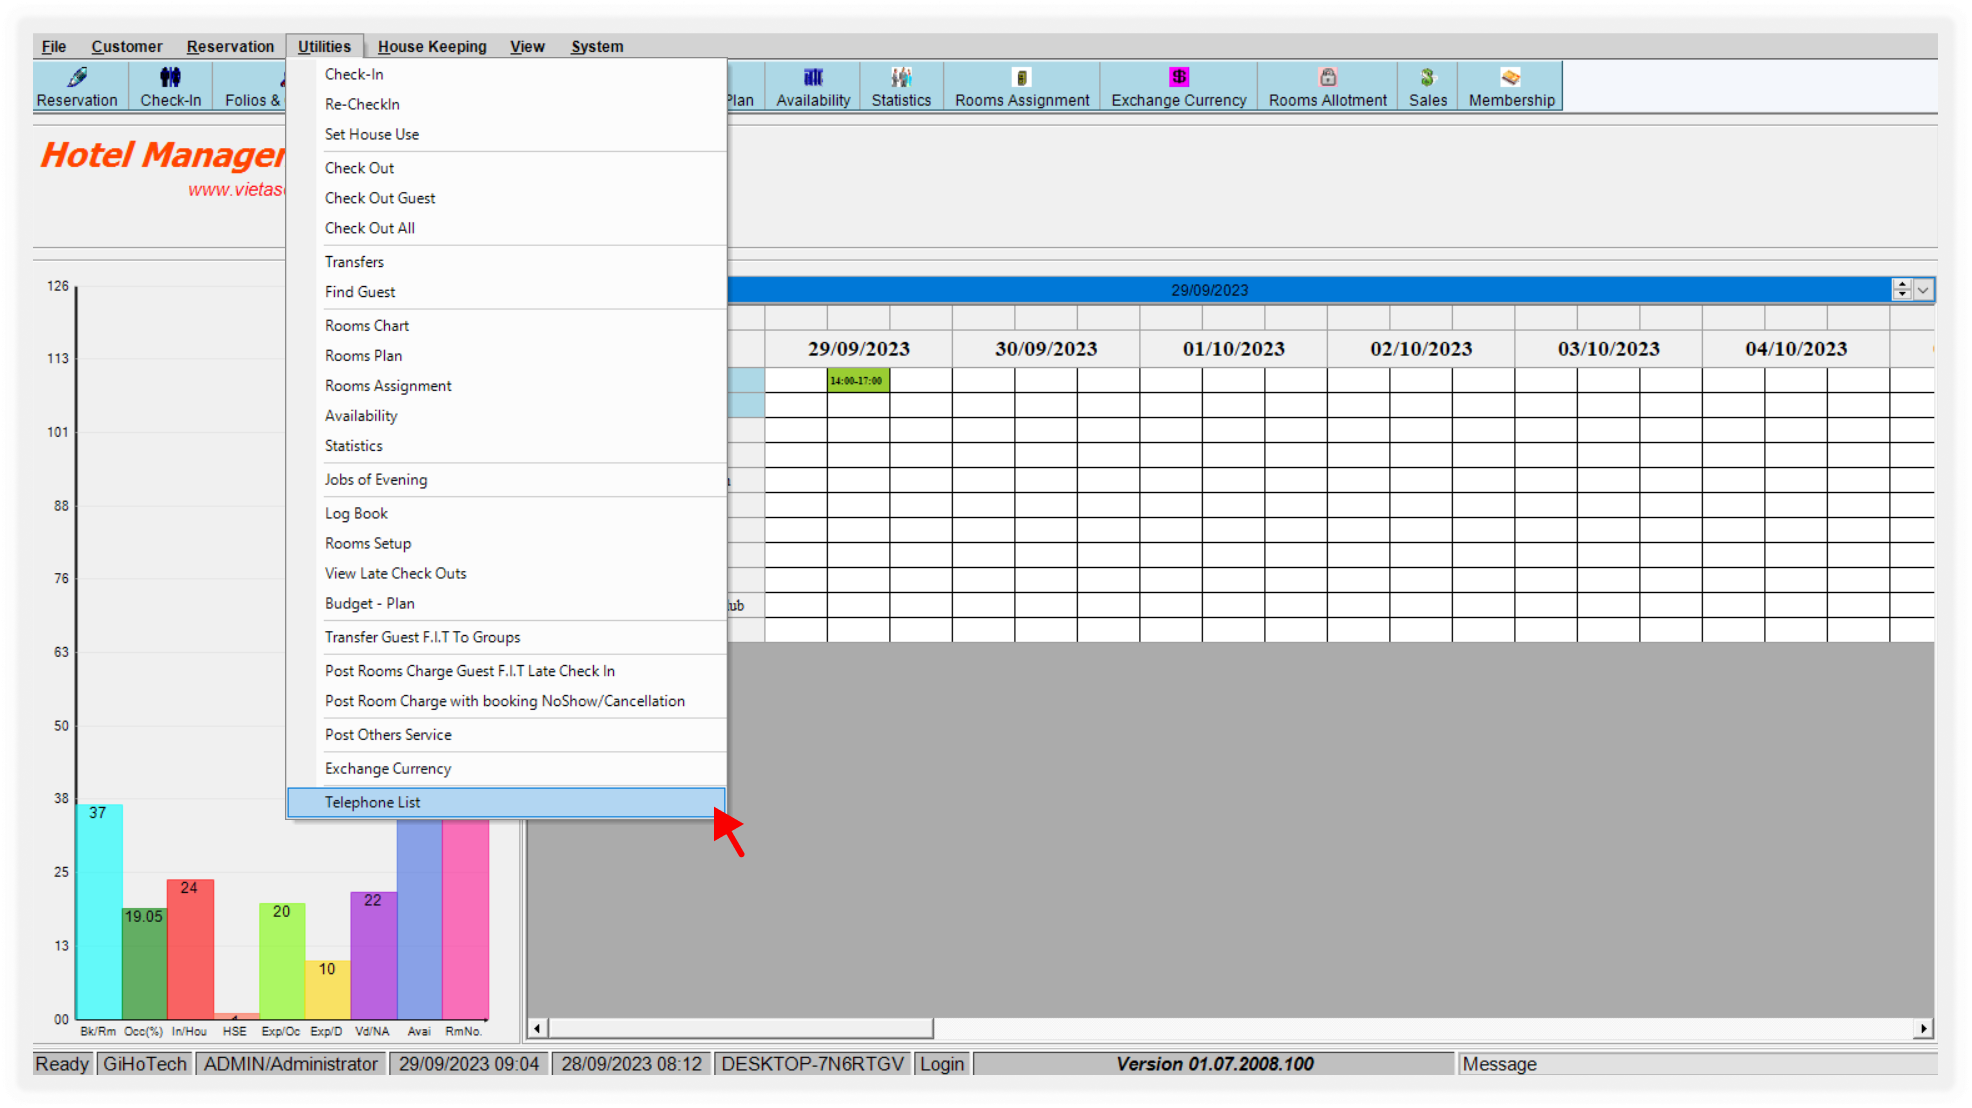 File Customer Reservation Utilities House Keeping View System
Reservation Check-In Folios & Plan Availability Statistics Rooms Assignment Exchange Currency Rooms Allotment Sales Membership
Hotel Manager
www.vietas
Check-In
Re-CheckIn
Set House Use
Check Out
Check Out Guest
Check Out All
Transfers
Find Guest
Rooms Chart
Rooms Plan
Rooms Assignment
Availability
Statistics
Jobs of Evening
Log Book
Rooms Setup
View Late Check Outs
Budget - Plan
Transfer Guest F.I.T To Groups
Post Rooms Charge Guest F.I.T Late Check In
Post Room Charge with booking NoShow/Cancellation
Post Others Service
Exchange Currency
Telephone List
29/09/2023
29/09/2023 30/09/2023 01/10/2023 02/10/2023 03/10/2023 04/10/2023
14:00-17:00
lub
126
113
101
88
76
63
50
38
25
13
00
37
19.05
24
20
10
22
Bk/Rm Occ(%) In/Hou HSE Exp/Oc Exp/D Vd/NA Avai RmNo.
Ready GiHoTech ADMIN/Administrator 29/09/2023 09:04 28/09/2023 08:12 DESKTOP-7N6RTGV Login Version 01.07.2008.100 Message